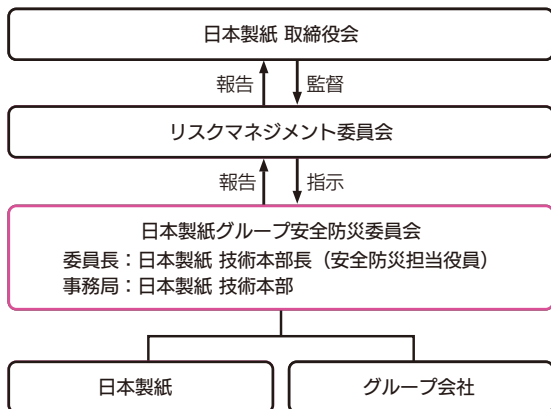 日本製紙 取締役会
報告 監督
リスクマネジメント委員会
報告 指示
日本製紙グループ安全防災委員会
委員長：日本製紙 技術本部長（安全防災担当役員）
事務局：日本製紙 技術本部
日本製紙 グループ会社